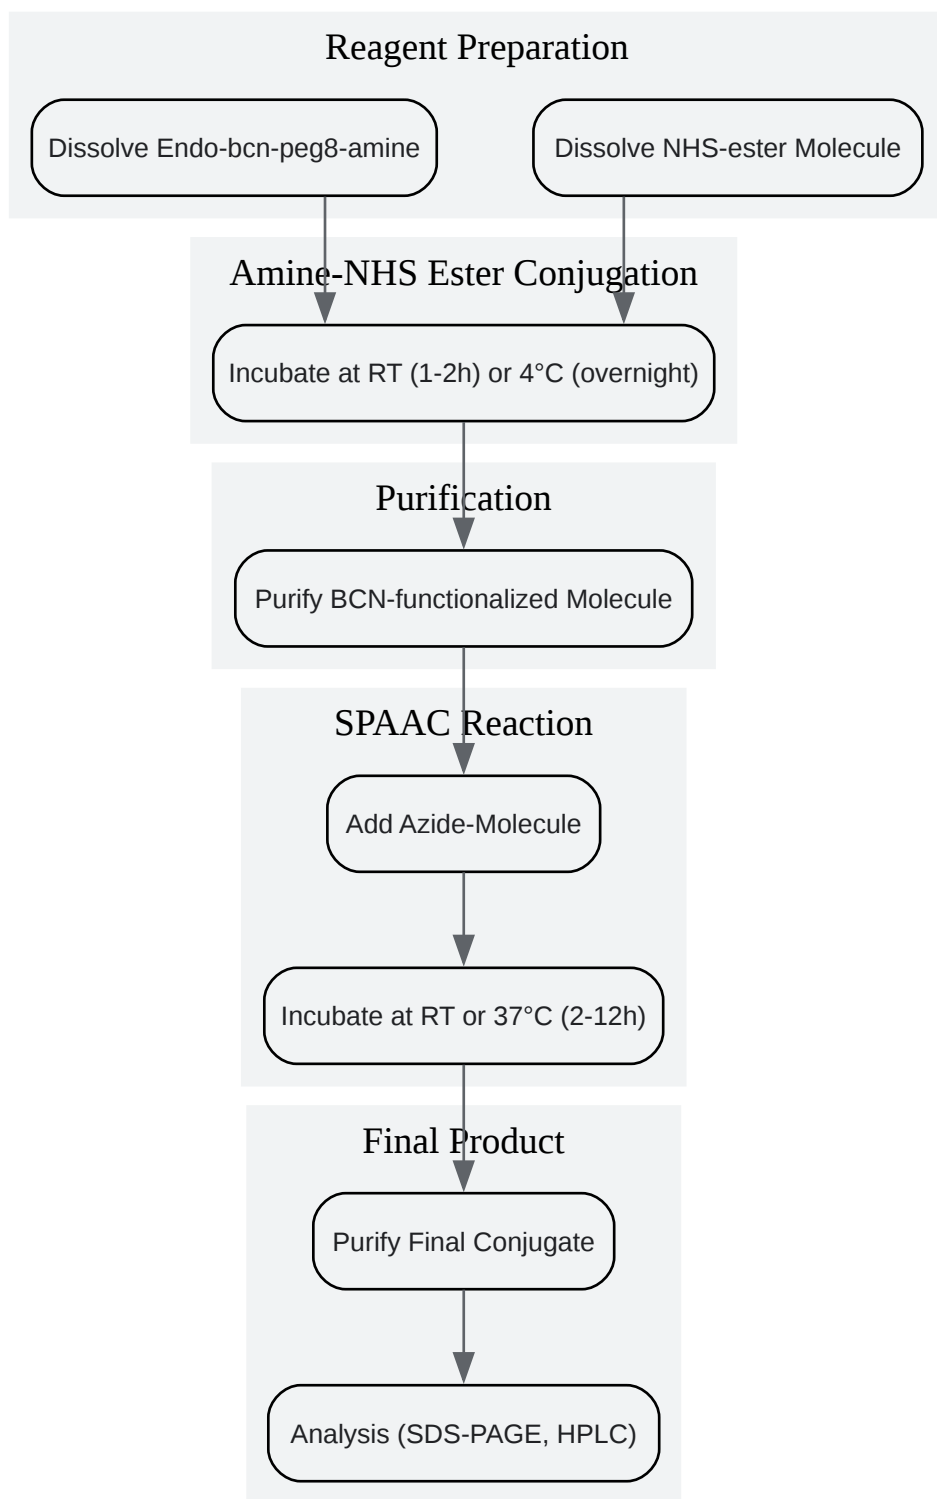 Reagent Preparation
Dissolve Endo-bcn-peg8-amine
Dissolve NHS-ester Molecule
Amine-NHS Ester Conjugation
Incubate at RT (1-2h) or 4°C (overnight)
Purification
Purify BCN-functionalized Molecule
SPAAC Reaction
Add Azide-Molecule
Incubate at RT or 37°C (2-12h)
Final Product
Purify Final Conjugate
Analysis (SDS-PAGE, HPLC)